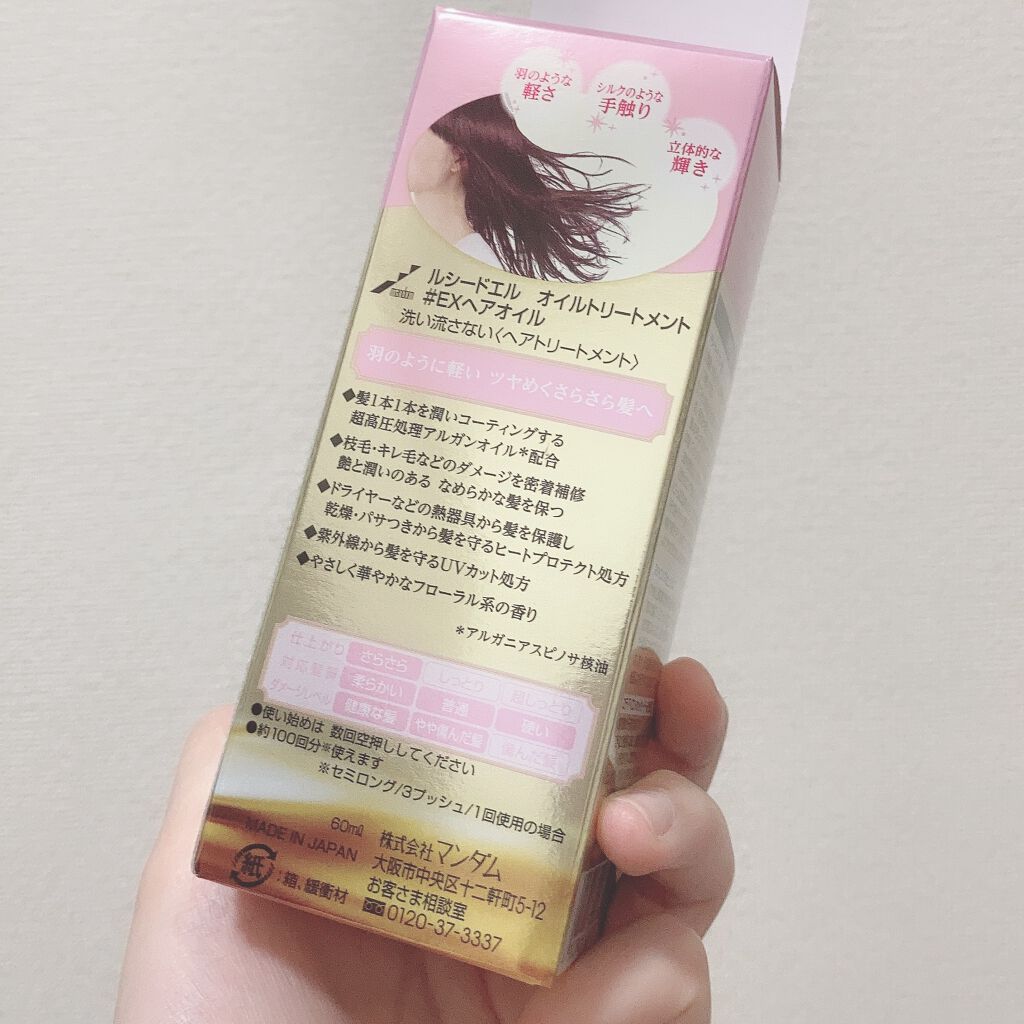 羽のような
軽さ
シルクのような
手触り
立体的な
輝き
mandom
ルシードエル オイルトリートメント
#EXヘアオイル
洗い流さない〈ヘアトリートメント〉
羽のように軽い ツヤめくさらさら髪へ
◆髪1本1本を潤いコーティングする
超高圧処理アルガンオイル*配合
◆枝毛・キレ毛などのダメージを密着補修
艶と潤いのある なめらかな髪を保つ
◆ドライヤーなどの熱器具から髪を保護し
乾燥・パサつきから髪を守るヒートプロテクト処方
◆紫外線から髪を守るUVカット処方
◆やさしく華やかなフローラル系の香り
*アルガニアスピノサ核油
仕上がり さらさら しっとり 超しっとり
対応髪質 柔らかい 普通 硬い
ダメージレベル 健康な髪 やや傷んだ髪 傷んだ髪
●使い始めは 数回空押ししてください
●約100回分※使えます
※セミロング/3プッシュ/1回使用の場合
60mℓ
MADE IN JAPAN
紙:箱、緩衝材
株式会社マンダム
大阪市中央区十二軒町5-12
お客さま相談室
0120-37-3337